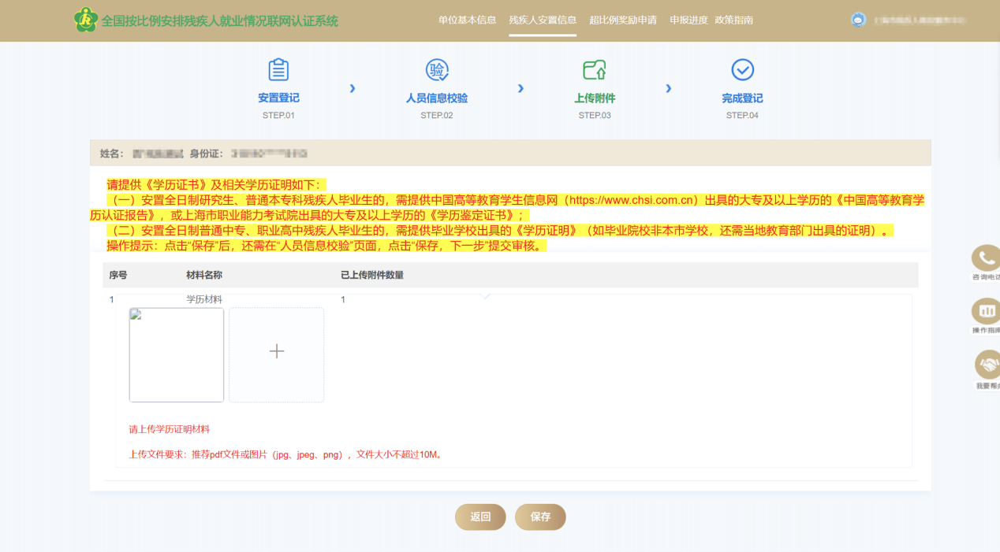 全国按比例安排残疾人就业情况联网认证系统
单位基本信息 残疾人安置信息 超比例奖励申请 申报进度 政策指南
验
安置登记 人员信息校验 上传附件 完成登记
STEP.01 STEP.02 STEP.03 STEP.04
姓名： 身份证：
请提供《学历证书》及相关学历证明如下：
（一）安置全日制研究生、普通本专科残疾人毕业生的，需提供中国高等教育学生信息网（https://www.chsi.com.cn）出具的大专及以上学历的《中国高等教育学
历认证报告》，或上海市职业能力考试院出具的大专及以上学历的《学历鉴定证书》；
（二）安置全日制普通中专、职业高中残疾人毕业生的，需提供毕业学校出具的《学历证明》（如毕业院校非本市学校，还需当地教育部门出具的证明）。
操作提示：点击“保存”后，还需在“人员信息校验”页面，点击“保存，下一步”提交审核。
咨询电话
序号 材料名称 已上传附件数量
1 学历材料 1
操作指南
我要帮
请上传学历证明材料
上传文件要求：推荐pdf文件或图片（jpg、jpeg、png），文件大小不超过10M。
返回 保存